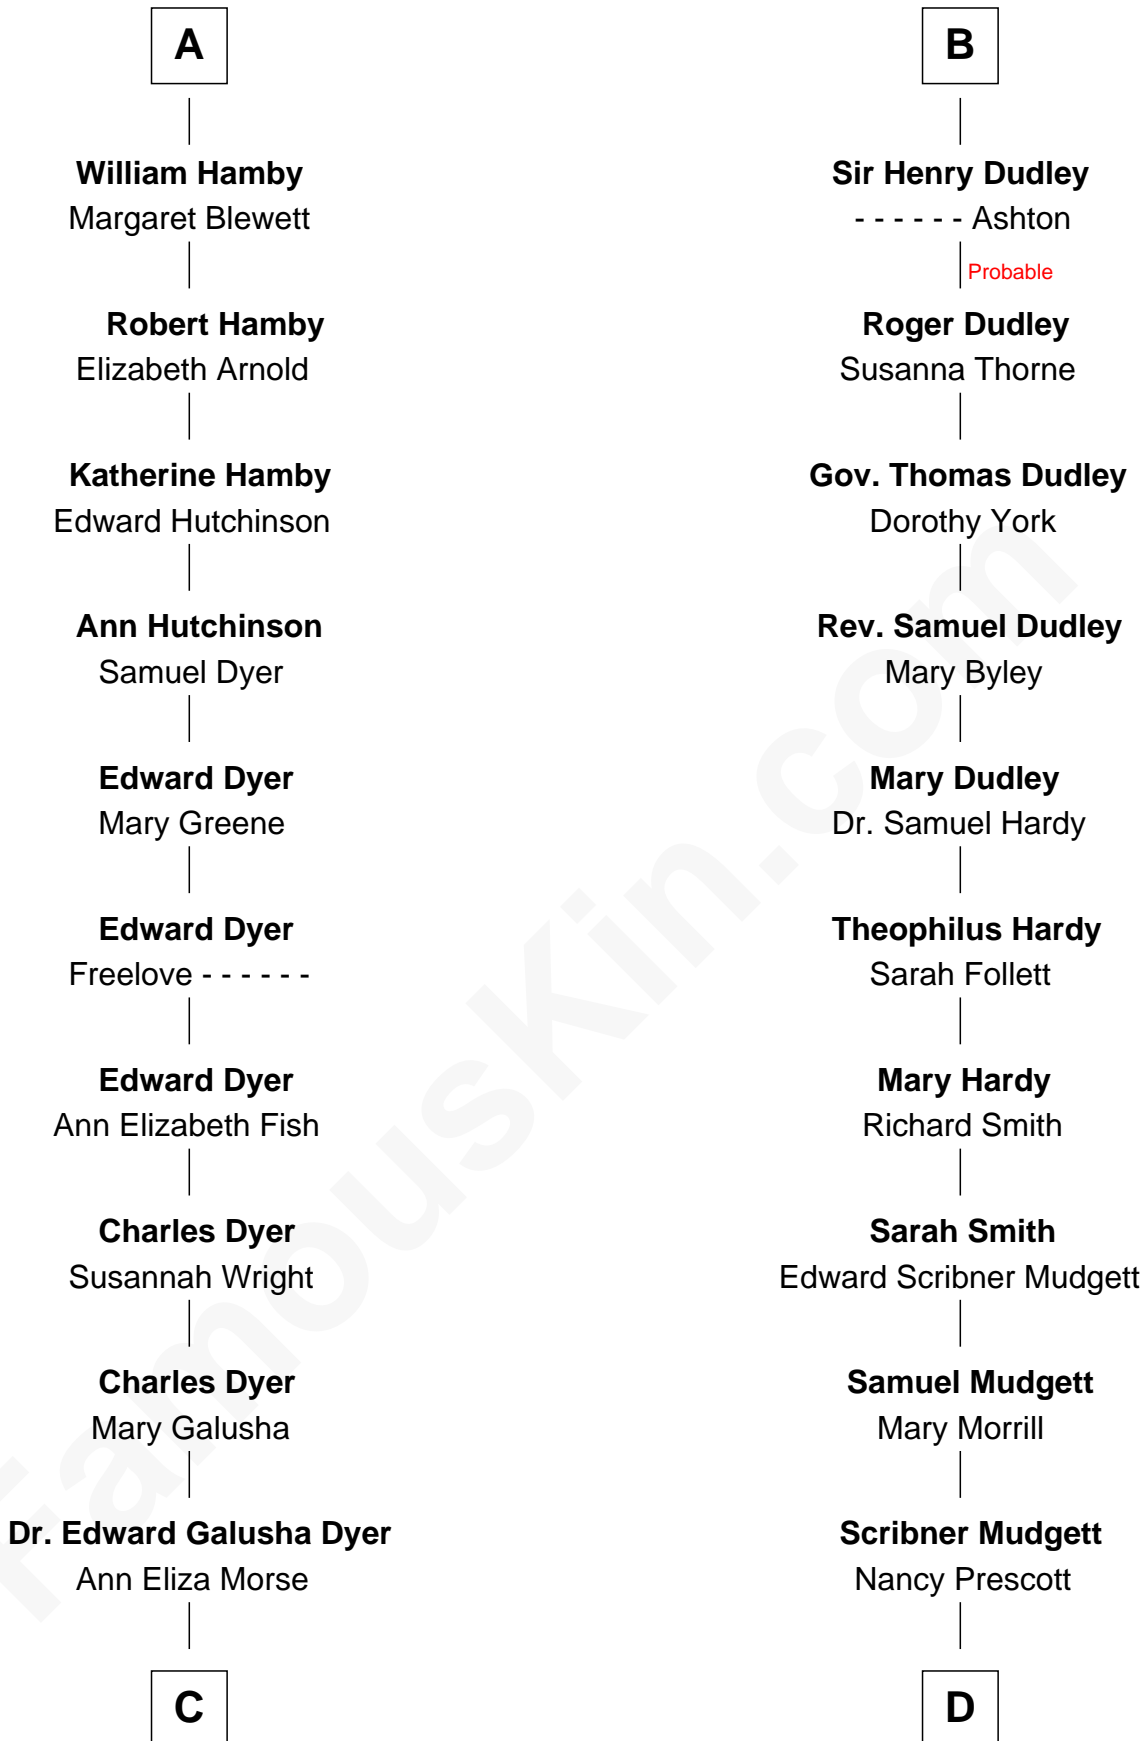 A
William Hamby
Margaret Blewett
Robert Hamby
Elizabeth Arnold
Katherine Hamby
Edward Hutchinson
Ann Hutchinson
Samuel Dyer
Edward Dyer
Mary Greene
Edward Dyer
Freelove - - - - - -
Edward Dyer
Ann Elizabeth Fish
Charles Dyer
Susannah Wright
Charles Dyer
Mary Galusha
Dr. Edward Galusha Dyer
Ann Eliza Morse
C
B
Sir Henry Dudley
- - - - - - Ashton
Probable
Roger Dudley
Susanna Thorne
Gov. Thomas Dudley
Dorothy York
Rev. Samuel Dudley
Mary Byley
Mary Dudley
Dr. Samuel Hardy
Theophilus Hardy
Sarah Follett
Mary Hardy
Richard Smith
Sarah Smith
Edward Scribner Mudgett
Samuel Mudgett
Mary Morrill
Scribner Mudgett
Nancy Prescott
D
FamousKin.com